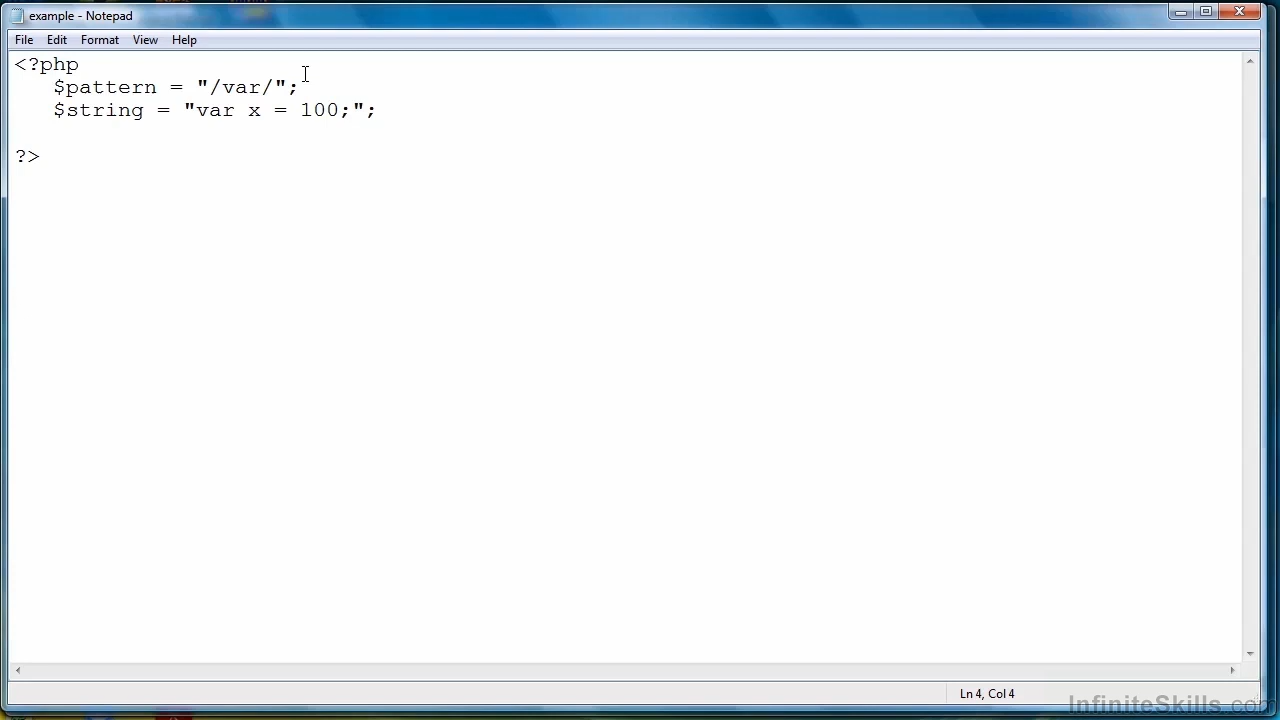 example - Notepad
File Edit Format View Help
<?php
$pattern = "/var/";
$string = "var x = 100;";
?>
Ln 4, Col 4
InfiniteSkills.com